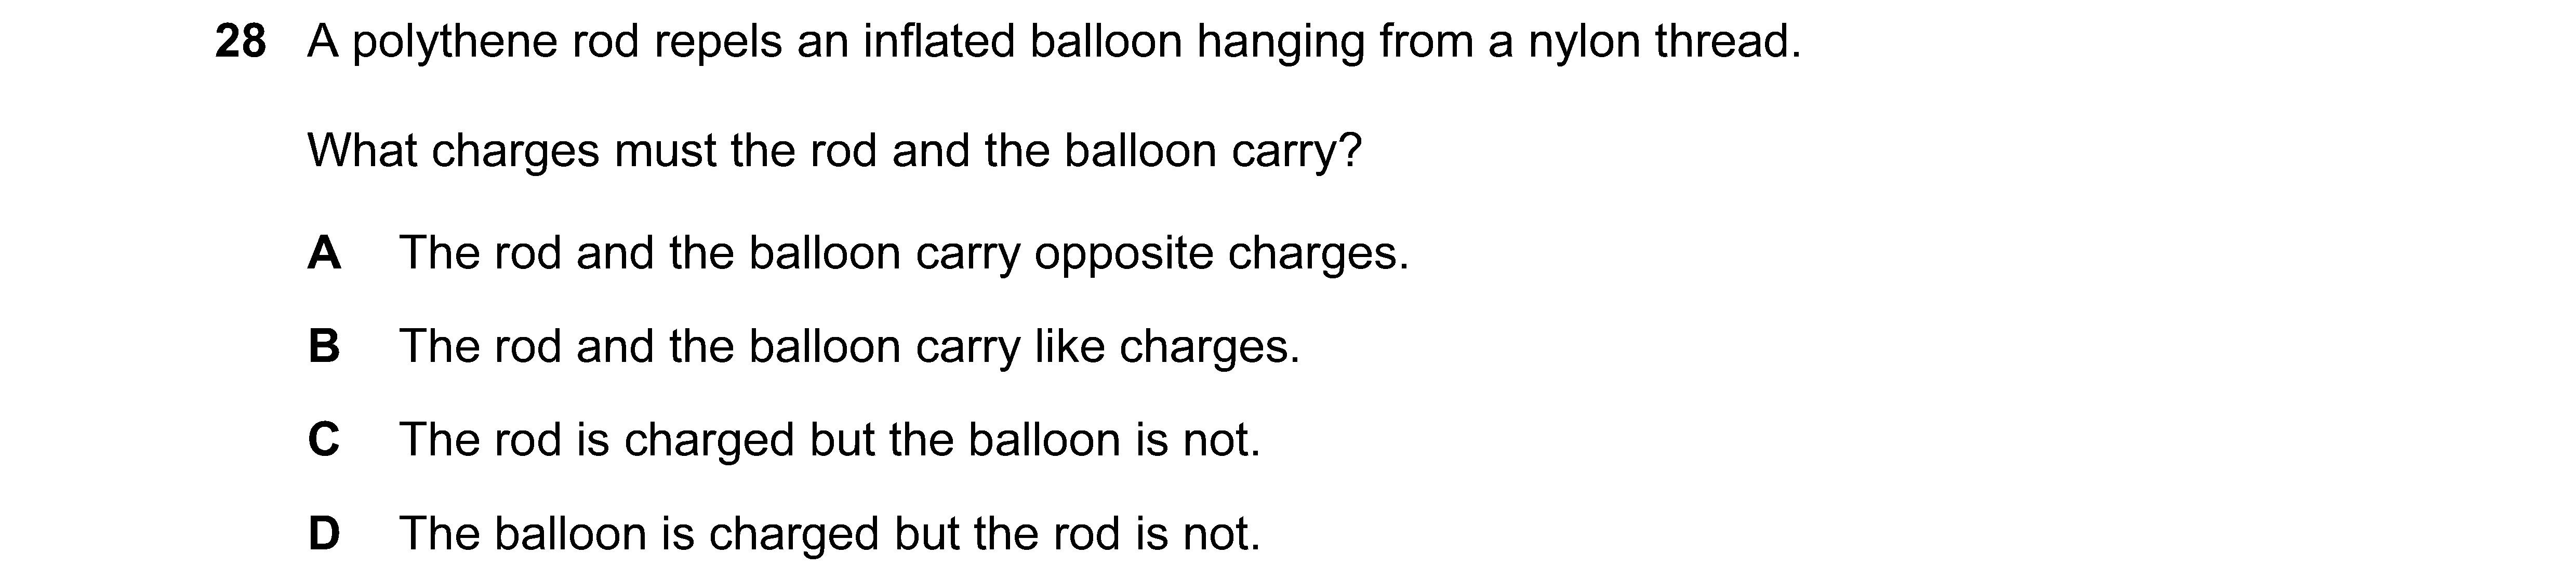 28 A polythene rod repels an inflated balloon hanging from a nylon thread.
What charges must the rod and the balloon carry?
A The rod and the balloon carry opposite charges.
B The rod and the balloon carry like charges.
C The rod is charged but the balloon is not.
D The balloon is charged but the rod is not.